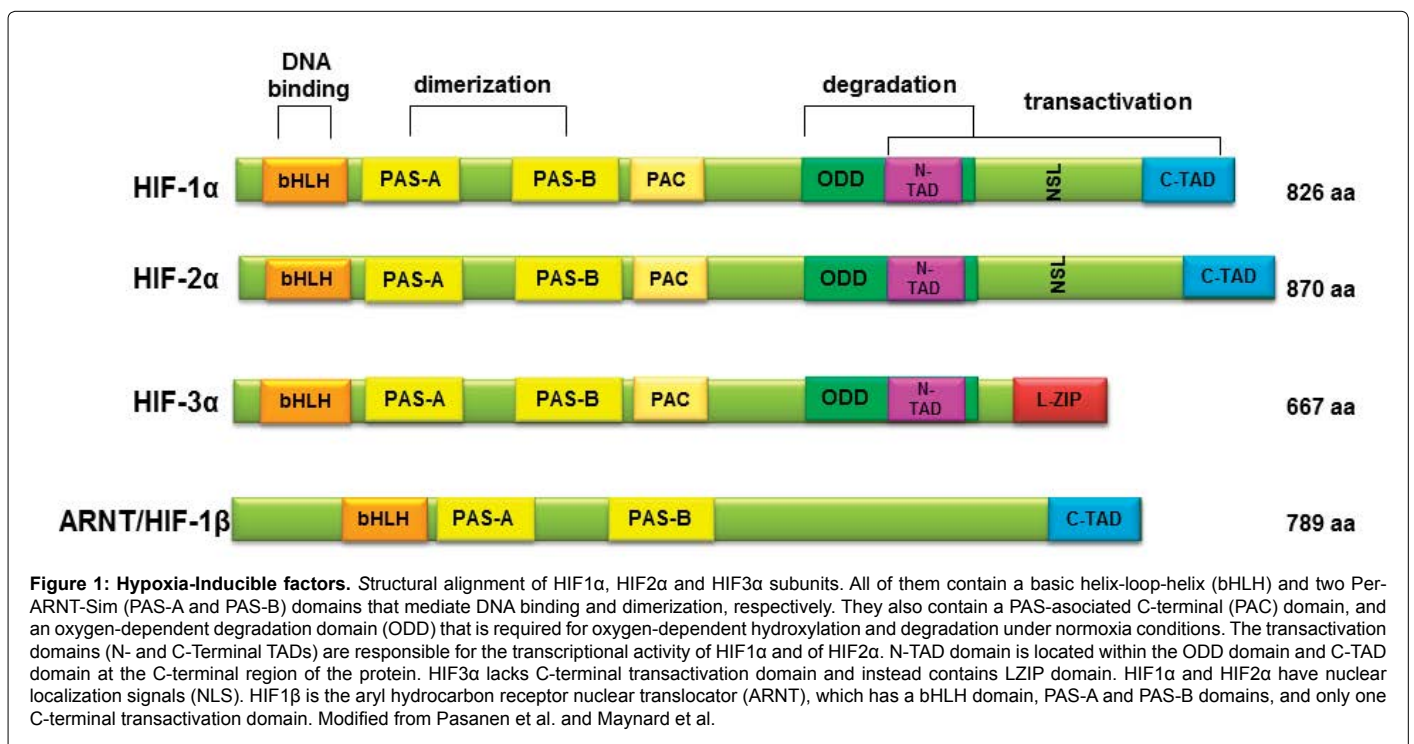 DNA
binding
dimerization
degradation
transactivation
HIF-1α
bHLH
PAS-A
PAS-B
PAC
ODD
N-
TAD
NSL
C-TAD
826 aa
HIF-2α
bHLH
PAS-A
PAS-B
PAC
ODD
N-
TAD
NSL
C-TAD
870 aa
HIF-3α
bHLH
PAS-A
PAS-B
PAC
ODD
N-
TAD
L-ZIP
667 aa
ARNT/HIF-1β
bHLH
PAS-A
PAS-B
C-TAD
789 aa
Figure 1: Hypoxia-Inducible factors. Structural alignment of HIF1α, HIF2α and HIF3α subunits. All of them contain a basic helix-loop-helix (bHLH) and two Per-
ARNT-Sim (PAS-A and PAS-B) domains that mediate DNA binding and dimerization, respectively. They also contain a PAS-asociated C-terminal (PAC) domain, and
an oxygen-dependent degradation domain (ODD) that is required for oxygen-dependent hydroxylation and degradation under normoxia conditions. The transactivation
domains (N- and C-Terminal TADs) are responsible for the transcriptional activity of HIF1α and of HIF2α. N-TAD domain is located within the ODD domain and C-TAD
domain at the C-terminal region of the protein. HIF3α lacks C-terminal transactivation domain and instead contains LZIP domain. HIF1α and HIF2α have nuclear
localization signals (NLS). HIF1β is the aryl hydrocarbon receptor nuclear translocator (ARNT), which has a bHLH domain, PAS-A and PAS-B domains, and only one
C-terminal transactivation domain. Modified from Pasanen et al. and Maynard et al.